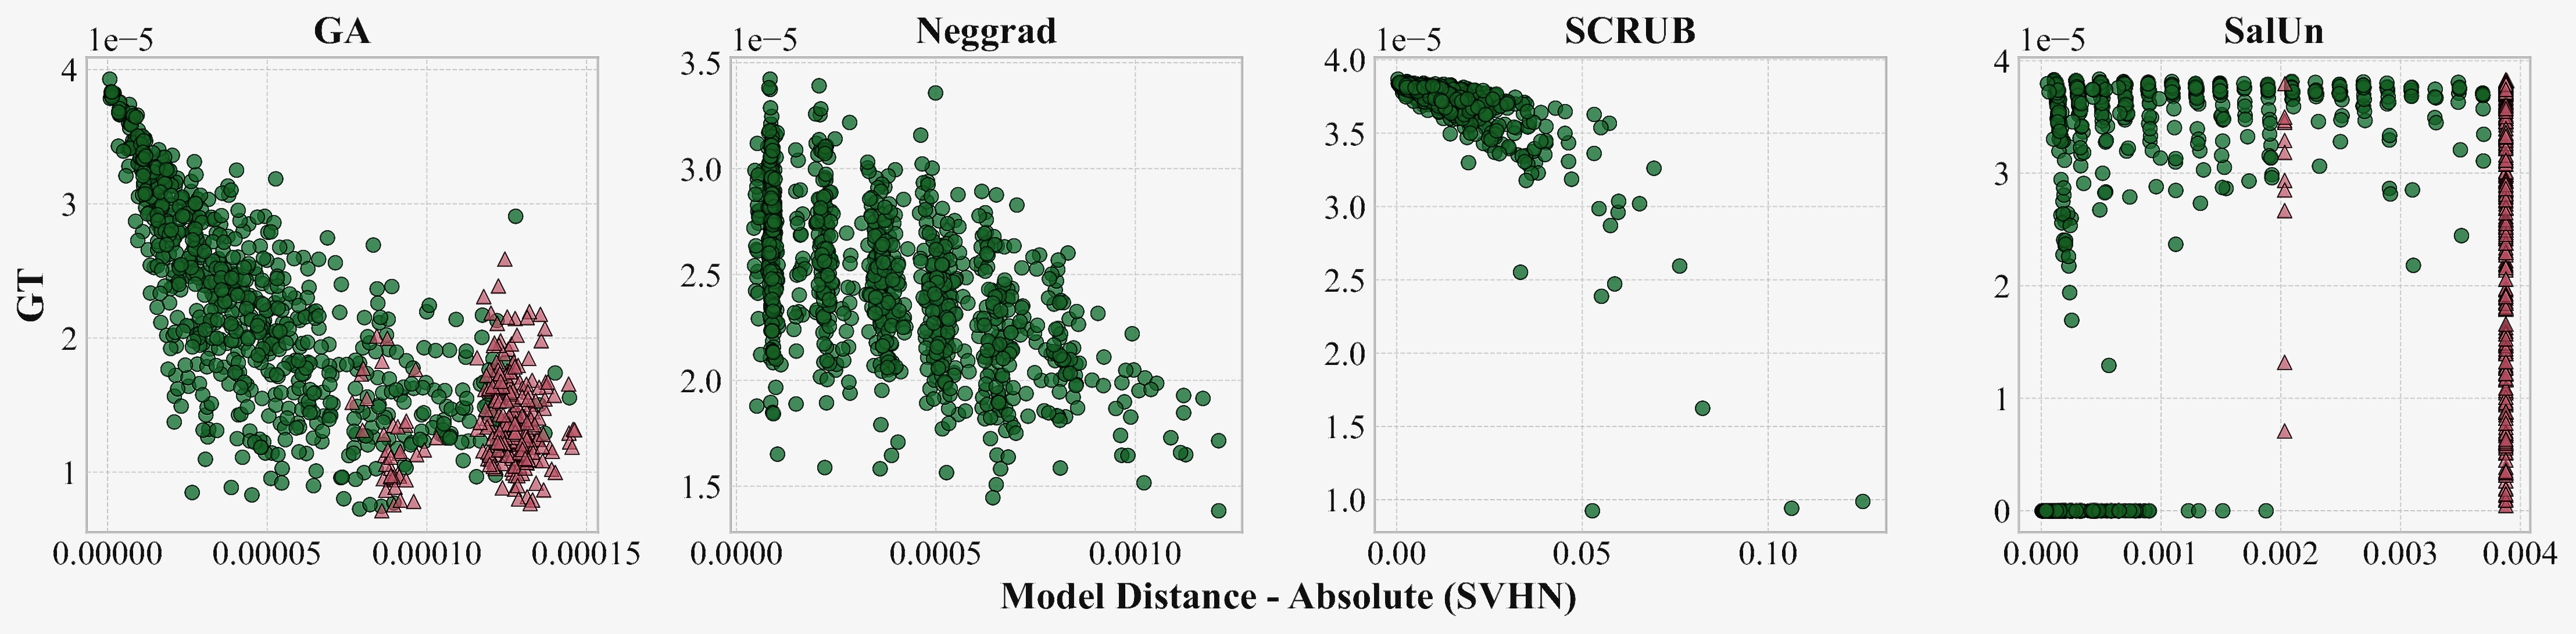 GA
Neggrad
SCRUB
SalUn
1e−5
1e−5
1e−5
1e−5
4
3
2
1
3.5
3.0
2.5
2.0
1.5
4.0
3.5
3.0
2.5
2.0
1.5
1.0
4
3
2
1
0
GT
0.00000 0.00005 0.00010 0.00015
0.00000 0.00005 0.00010
0.00 0.05 0.10
0.000 0.001 0.002 0.003 0.004
Model Distance - Absolute (SVHN)